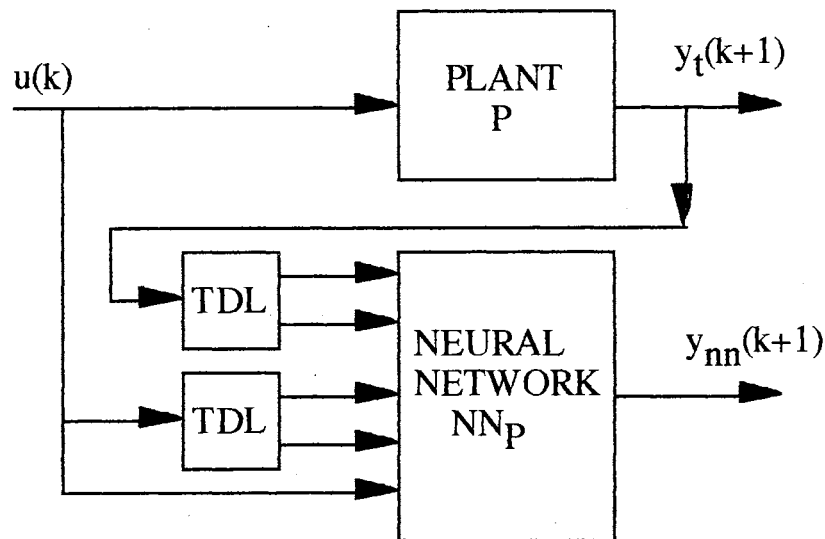 u(k)
PLANT
P
y_t(k+1)
TDL
TDL
NEURAL
NETWORK
NN_P
y_nn(k+1)